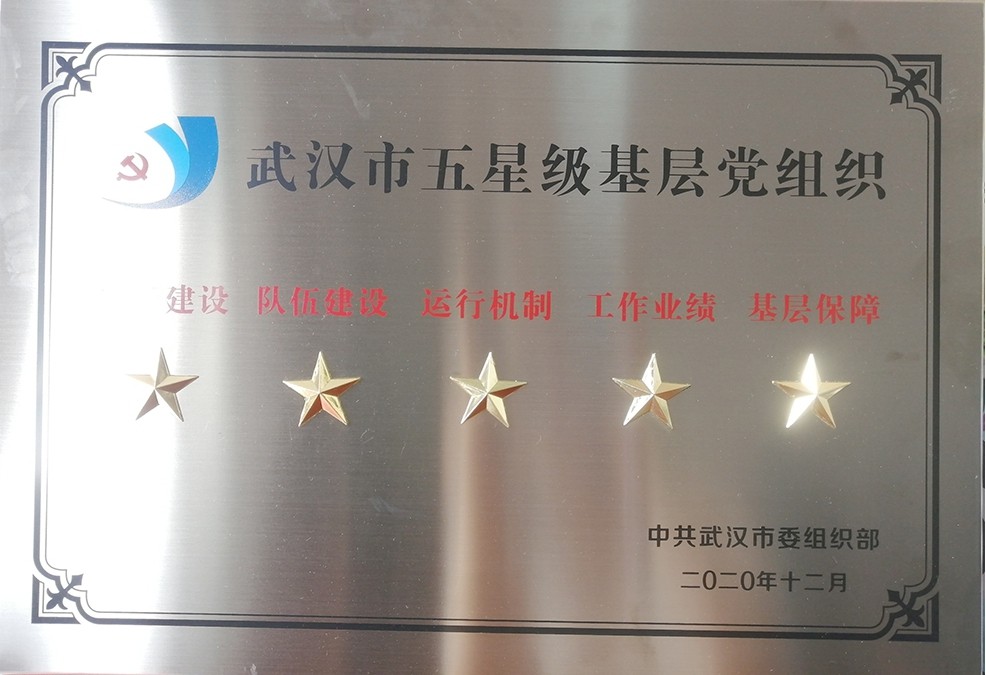 武汉市五星级基层党组织
建设 队伍建设 运行机制 工作业绩 基层保障
中共武汉市委组织部
二〇二〇年十二月